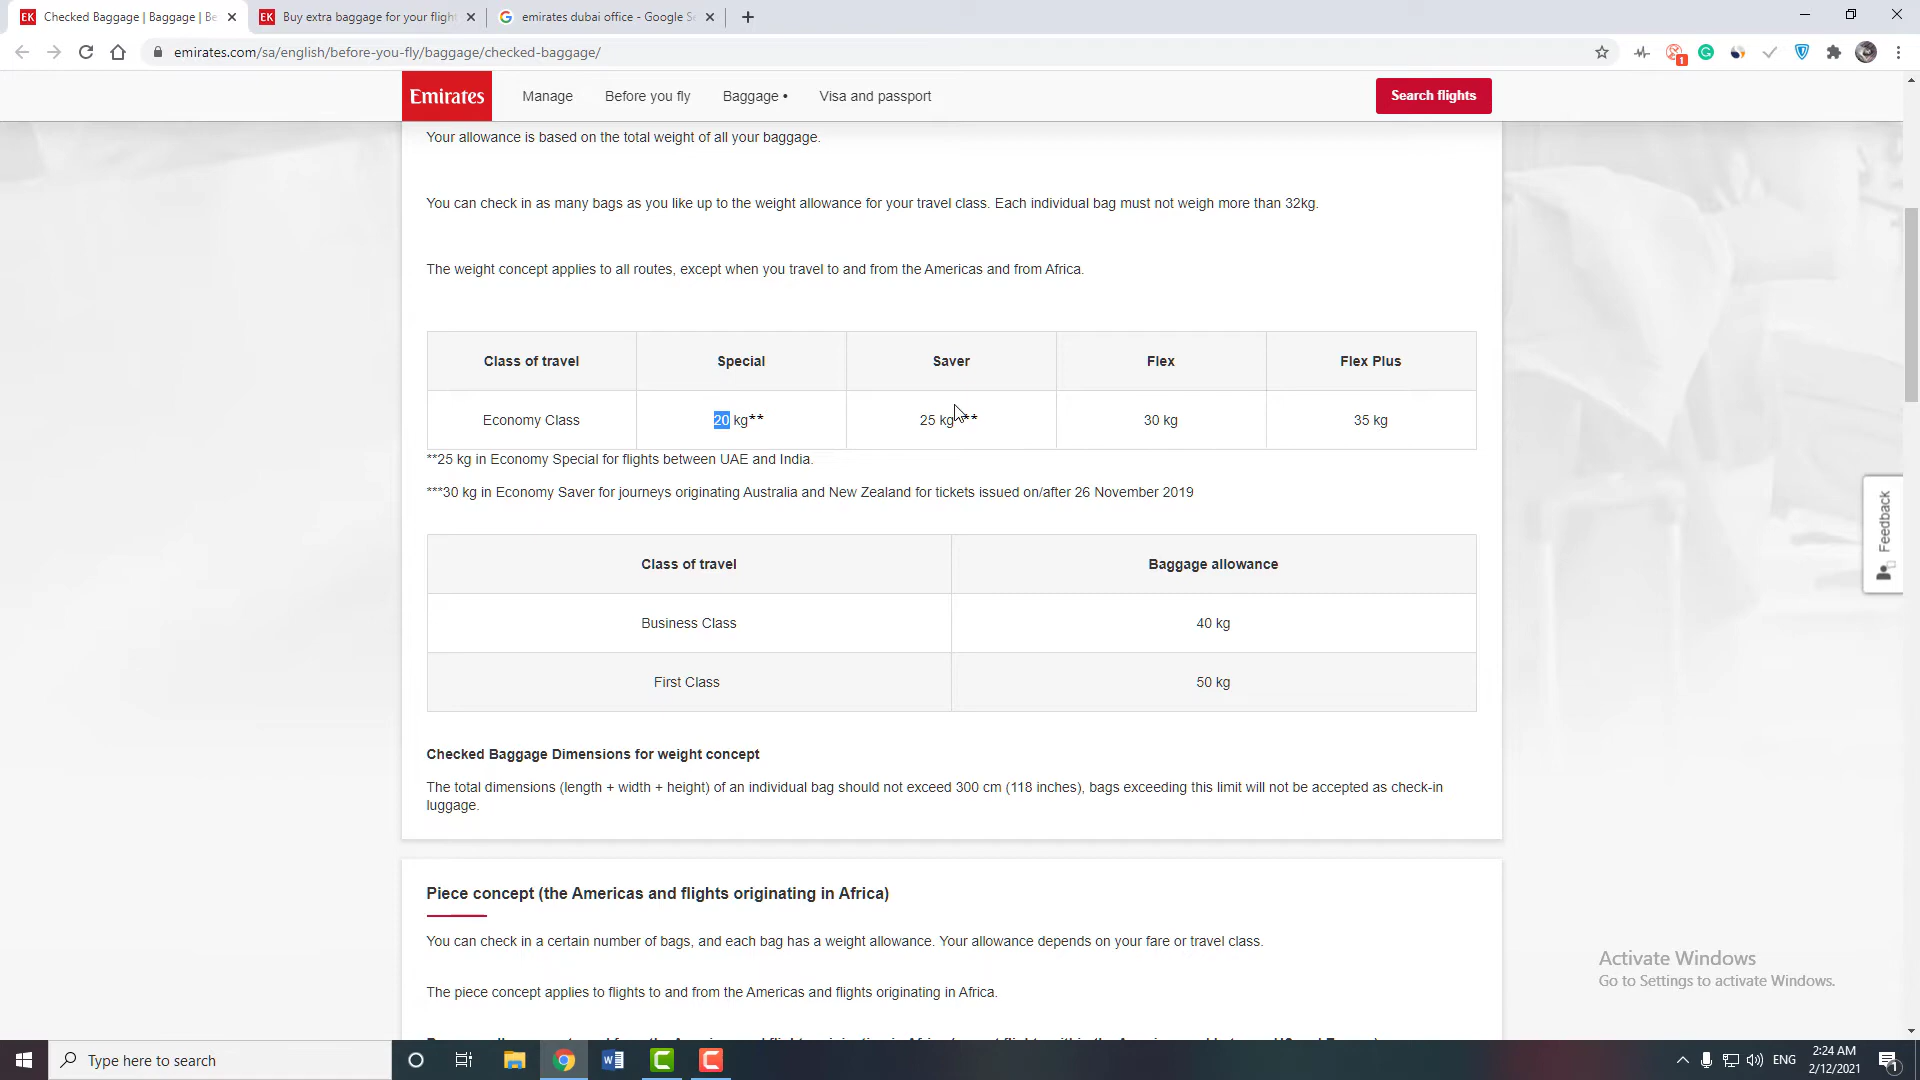 Checked Baggage | Baggage | Be
Buy extra baggage for your flight
emirates dubai office - Google Se
emirates.com/sa/english/before-you-fly/baggage/checked-baggage/
1
Emirates
Manage
Before you fly
Baggage •
Visa and passport
Search flights
Your allowance is based on the total weight of all your baggage.
You can check in as many bags as you like up to the weight allowance for your travel class. Each individual bag must not weigh more than 32kg.
The weight concept applies to all routes, except when you travel to and from the Americas and from Africa.
Class of travel Special Saver Flex Flex Plus
Economy Class 20 kg** 25 kg*** 30 kg 35 kg
**25 kg in Economy Special for flights between UAE and India.
***30 kg in Economy Saver for journeys originating Australia and New Zealand for tickets issued on/after 26 November 2019
Class of travel Baggage allowance
Business Class 40 kg
First Class 50 kg
Checked Baggage Dimensions for weight concept
The total dimensions (length + width + height) of an individual bag should not exceed 300 cm (118 inches), bags exceeding this limit will not be accepted as check-in
luggage.
Piece concept (the Americas and flights originating in Africa)
You can check in a certain number of bags, and each bag has a weight allowance. Your allowance depends on your fare or travel class.
The piece concept applies to flights to and from the Americas and flights originating in Africa.
Feedback
Activate Windows
Go to Settings to activate Windows.
Type here to search
ENG
2:24 AM
2/12/2021
1